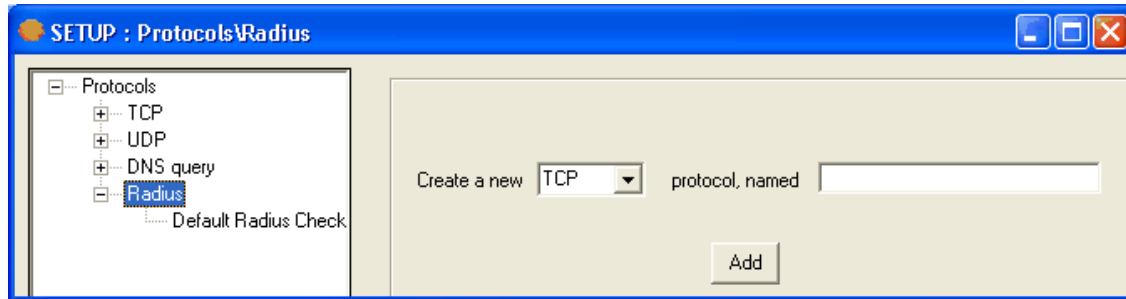 SETUP : Protocols\Radius
Protocols
TCP
UDP
DNS query
Radius
Default Radius Check
Create a new TCP protocol, named
Add